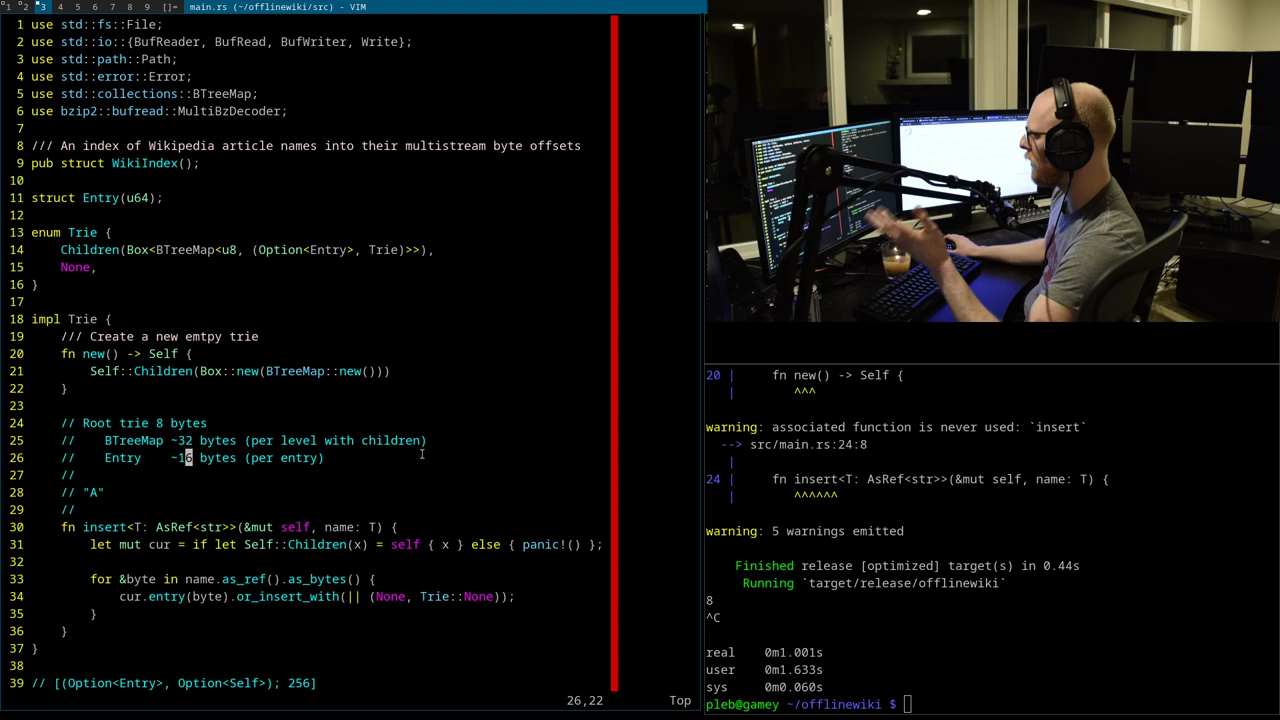 1 2 3 4 5 6 7 8 9 []= main.rs (~/offlinewiki/src) - VIM
1 use std::fs::File;
2 use std::io::{BufReader, BufRead, BufWriter, Write};
3 use std::path::Path;
4 use std::error::Error;
5 use std::collections::BTreeMap;
6 use bzip2::bufread::MultiBzDecoder;
7
8 /// An index of Wikipedia article names into their multistream byte offsets
9 pub struct WikiIndex();
10
11 struct Entry(u64);
12
13 enum Trie {
14     Children(Box<BTreeMap<u8, (Option<Entry>, Trie)>>),
15     None,
16 }
17
18 impl Trie {
19     /// Create a new emtpy trie
20     fn new() -> Self {
21         Self::Children(Box::new(BTreeMap::new()))
22     }
23
24     // Root trie 8 bytes
25     //    BTreeMap ~32 bytes (per level with children)
26     //    Entry    ~16 bytes (per entry)
27     //
28     // "A"
29     //
30     fn insert<T: AsRef<str>>(&mut self, name: T) {
31         let mut cur = if let Self::Children(x) = self { x } else { panic!() };
32
33         for &byte in name.as_ref().as_bytes() {
34             cur.entry(byte).or_insert_with(|| (None, Trie::None));
35         }
36     }
37 }
38
39 // [(Option<Entry>, Option<Self>); 256]
26,22 Top
20 |     fn new() -> Self {
|        ^^^
warning: associated function is never used: `insert`
--> src/main.rs:24:8
|
24 |     fn insert<T: AsRef<str>>(&mut self, name: T) {
|        ^^^^^^
warning: 5 warnings emitted
Finished release [optimized] target(s) in 0.44s
Running `target/release/offlinewiki`
8
^C
real    0m1.001s
user    0m1.633s
sys     0m0.060s
pleb@gamey ~/offlinewiki $